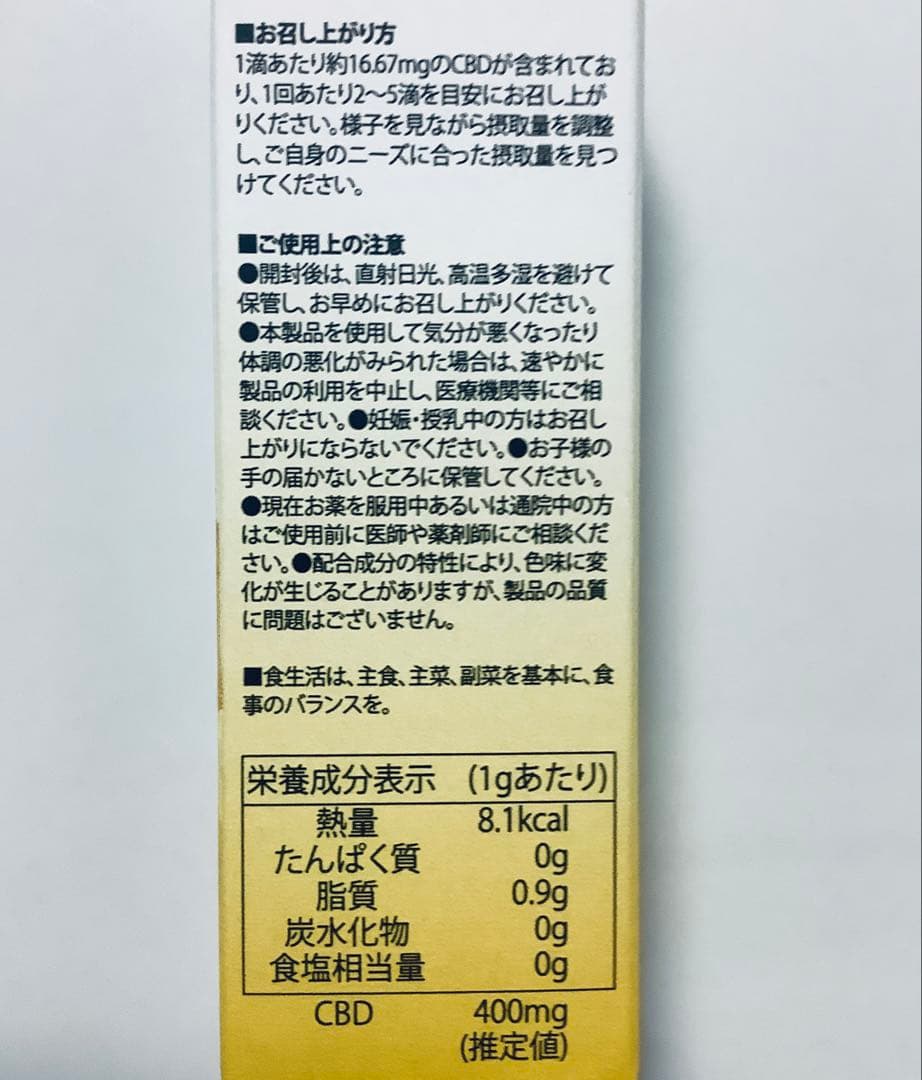 ■お召し上がり方
1滴あたり約16.67mgのCBDが含まれてお
り、1回あたり2〜5滴を目安にお召し上が
りください。様子を見ながら摂取量を調整
し、ご自身のニーズに合った摂取量を見つ
けてください。
■ご使用上の注意
●開封後は、直射日光、高温多湿を避けて
保管し、お早めにお召し上がりください。
●本製品を使用して気分が悪くなったり
体調の悪化がみられた場合は、速やかに
製品の利用を中止し、医療機関等にご相
談ください。●妊娠・授乳中の方はお召し
上がりにならないでください。●お子様の
手の届かないところに保管してください。
●現在お薬を服用中あるいは通院中の方
はご使用前に医師や薬剤師にご相談くだ
さい。●配合成分の特性により、色味に変
化が生じることがありますが、製品の品質
に問題はございません。
■食生活は、主食、主菜、副菜を基本に、食
事のバランスを。
栄養成分表示 (1gあたり)
熱量 8.1kcal
たんぱく質 0g
脂質 0.9g
炭水化物 0g
食塩相当量 0g
CBD 400mg
(推定値)